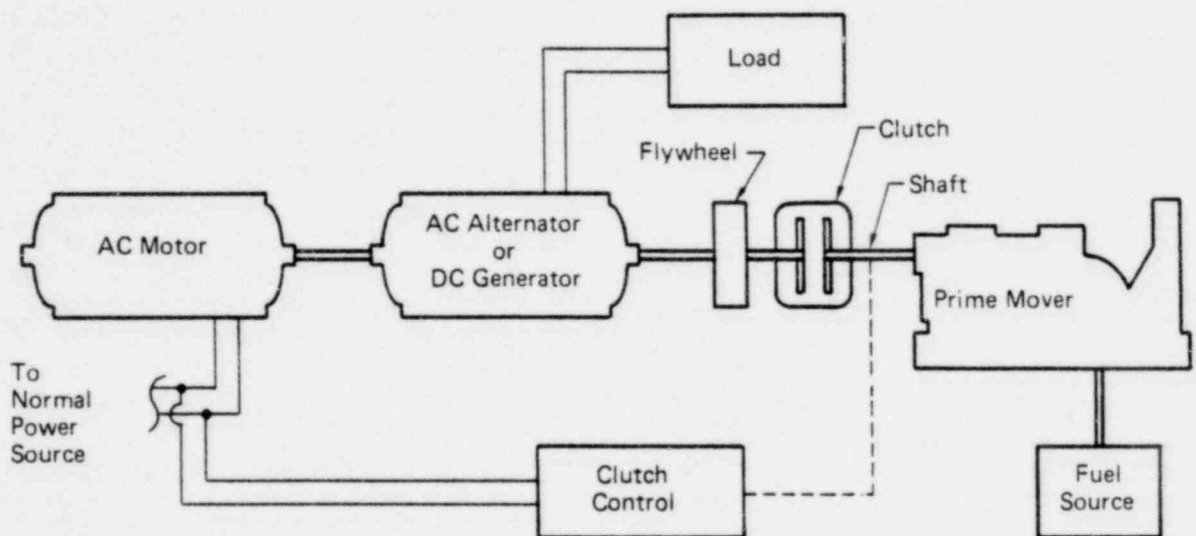 Load
Clutch
Flywheel
Shaft
AC Motor
AC Alternator
or
DC Generator
Prime Mover
To
Normal
Power
Source
Clutch
Control
Fuel
Source